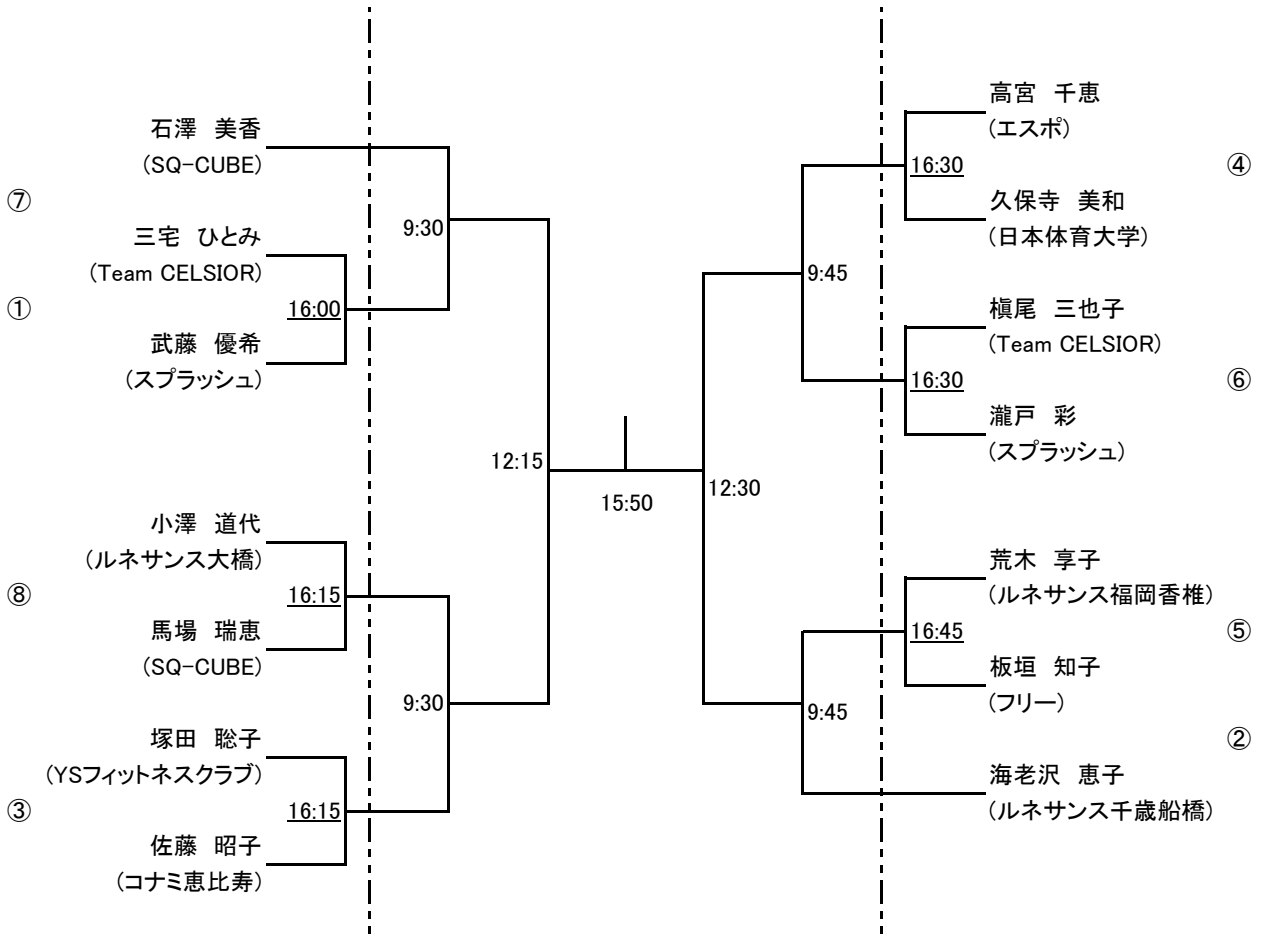 石澤　美香
(SQ-CUBE)
⑦
9:30
三宅　ひとみ
(Team CELSIOR)
①
16:00
武藤　優希
(スプラッシュ)
12:15
小澤　道代
(ルネサンス大橋)
⑧
16:15
馬場　瑞恵
(SQ-CUBE)
9:30
塚田　聡子
(YSフィットネスクラブ)
③
16:15
佐藤　昭子
(コナミ恵比寿)
15:50
高宮　千恵
(エスポ)
16:30
④
久保寺　美和
(日本体育大学)
9:45
槇尾　三也子
(Team CELSIOR)
16:30
⑥
瀧戸　彩
(スプラッシュ)
12:30
荒木　享子
(ルネサンス福岡香椎)
16:45
⑤
板垣　知子
(フリー)
9:45
②
海老沢　恵子
(ルネサンス千歳船橋)